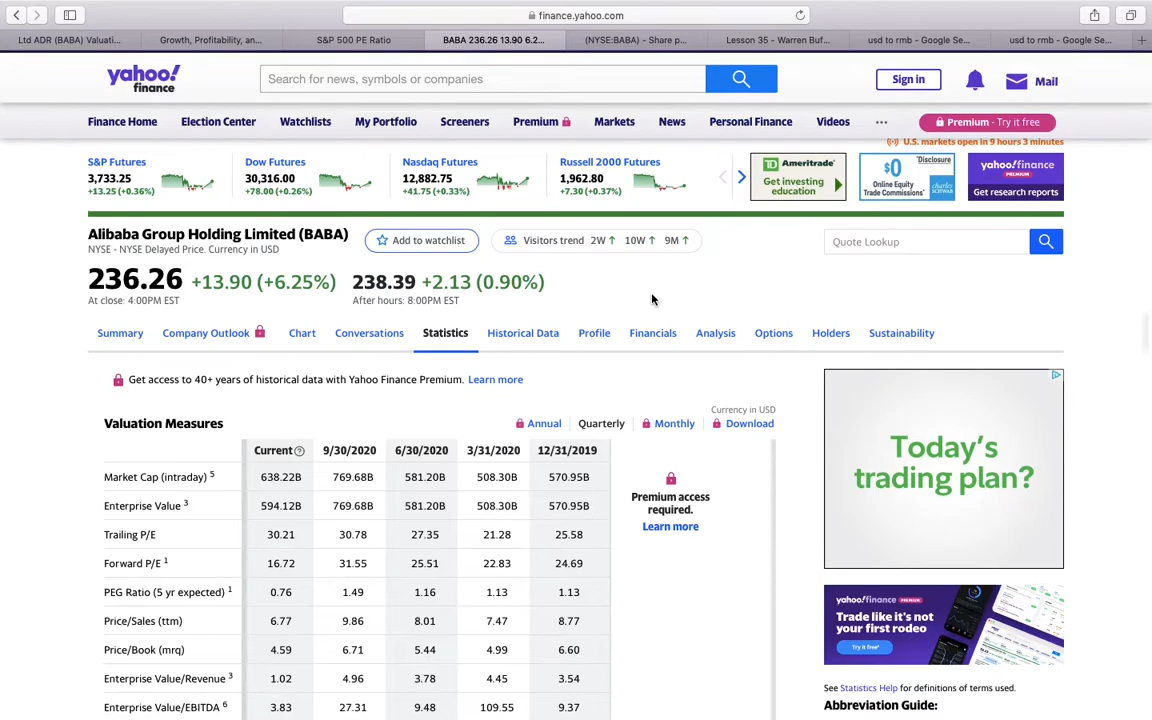 finance.yahoo.com
Ltd ADR (BABA) Valuati... Growth, Profitability, an... S&P 500 PE Ratio BABA 236.26 13.90 6.2... (NYSE:BABA) - Share p... Lesson 35 - Warren Buf... usd to rmb - Google Se... usd to rmb - Google Se...
yahoo! finance
Search for news, symbols or companies
Sign in
Mail
Finance Home Election Center Watchlists My Portfolio Screeners Premium Markets News Personal Finance Videos ••• Premium - Try it free
U.S. markets open in 9 hours 3 minutes
S&P Futures
3,733.25
+13.25 (+0.36%)
Dow Futures
30,316.00
+78.00 (+0.26%)
Nasdaq Futures
12,882.75
+41.75 (+0.33%)
Russell 2000 Futures
1,962.80
+7.30 (+0.37%)
TD Ameritrade
Get investing
education
Disclosure
$0
Online Equity
Trade Commissions
charles
SCHWAB
yahoo!finance
PREMIUM
Get research reports
Alibaba Group Holding Limited (BABA)
NYSE - NYSE Delayed Price. Currency in USD
Add to watchlist
Visitors trend 2W↑ 10W↑ 9M↑
Quote Lookup
236.26 +13.90 (+6.25%)
At close: 4:00PM EST
238.39 +2.13 (0.90%)
After hours: 8:00PM EST
Summary Company Outlook Chart Conversations Statistics Historical Data Profile Financials Analysis Options Holders Sustainability
Get access to 40+ years of historical data with Yahoo Finance Premium. Learn more
Currency in USD
Valuation Measures Annual Quarterly Monthly Download
Current 9/30/2020 6/30/2020 3/31/2020 12/31/2019
Market Cap (intraday) 5 638.22B 769.68B 581.20B 508.30B 570.95B
Enterprise Value 3 594.12B 769.68B 581.20B 508.30B 570.95B
Trailing P/E 30.21 30.78 27.35 21.28 25.58
Forward P/E 1 16.72 31.55 25.51 22.83 24.69
PEG Ratio (5 yr expected) 1 0.76 1.49 1.16 1.13 1.13
Price/Sales (ttm) 6.77 9.86 8.01 7.47 8.77
Price/Book (mrq) 4.59 6.71 5.44 4.99 6.60
Enterprise Value/Revenue 3 1.02 4.96 3.78 4.45 3.54
Enterprise Value/EBITDA 6 3.83 27.31 9.48 109.55 9.37
Premium access
required.
Learn more
Today's
trading plan?
yahoo!finance PREMIUM
Trade like it's not
your first rodeo
See Statistics Help for definitions of terms used.
Abbreviation Guide: